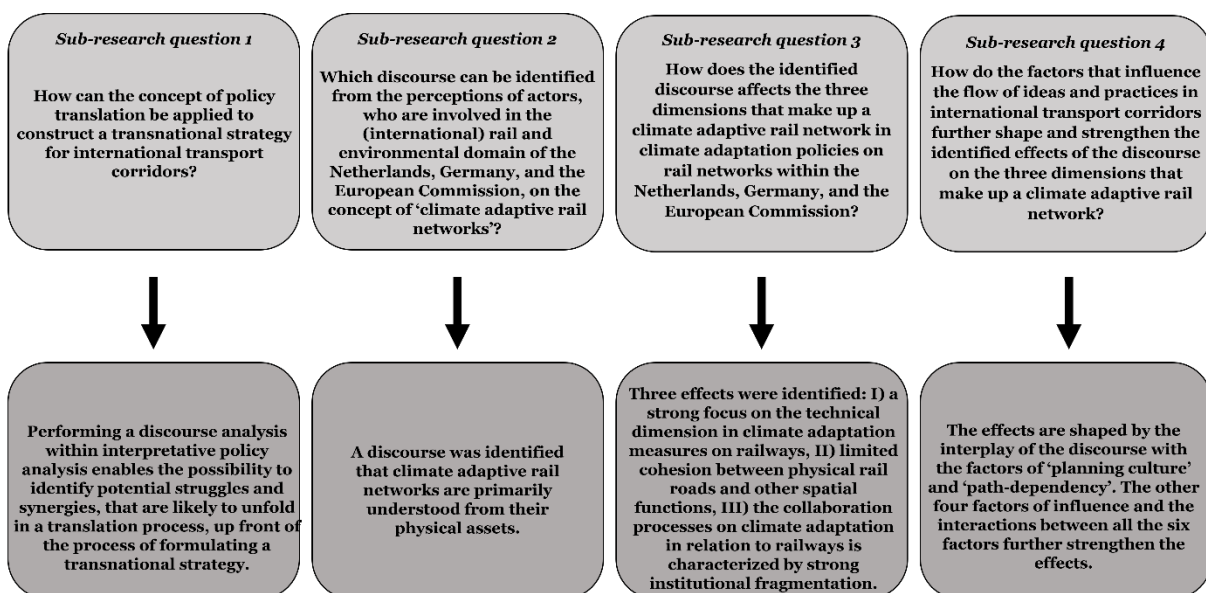 Sub-research question 1
How can the concept of policy
translation be applied to
construct a transnational strategy
for international transport
corridors?
Sub-research question 2
Which discourse can be identified
from the perceptions of actors,
who are involved in the
(international) rail and
environmental domain of the
Netherlands, Germany, and the
European Commission, on the
concept of ‘climate adaptive rail
networks’?
Sub-research question 3
How does the identified
discourse affects the three
dimensions that make up a
climate adaptive rail network in
climate adaptation policies on
rail networks within the
Netherlands, Germany, and the
European Commission?
Sub-research question 4
How do the factors that influence
the flow of ideas and practices in
international transport corridors
further shape and strengthen the
identified effects of the discourse
on the three dimensions that
make up a climate adaptive rail
network?
Performing a discourse analysis
within interpretative policy
analysis enables the possibility to
identify potential struggles and
synergies, that are likely to unfold
in a translation process, up front of
the process of formulating a
transnational strategy.
A discourse was identified
that climate adaptive rail
networks are primarily
understood from their
physical assets.
Three effects were identified: I) a
strong focus on the technical
dimension in climate adaptation
measures on railways, II) limited
cohesion between physical rail
roads and other spatial
functions, III) the collaboration
processes on climate adaptation
in relation to railways is
characterized by strong
institutional fragmentation.
The effects are shaped by the
interplay of the discourse with
the factors of ‘planning culture’
and ‘path-dependency’. The other
four factors of influence and the
interactions between all the six
factors further strengthen the
effects.